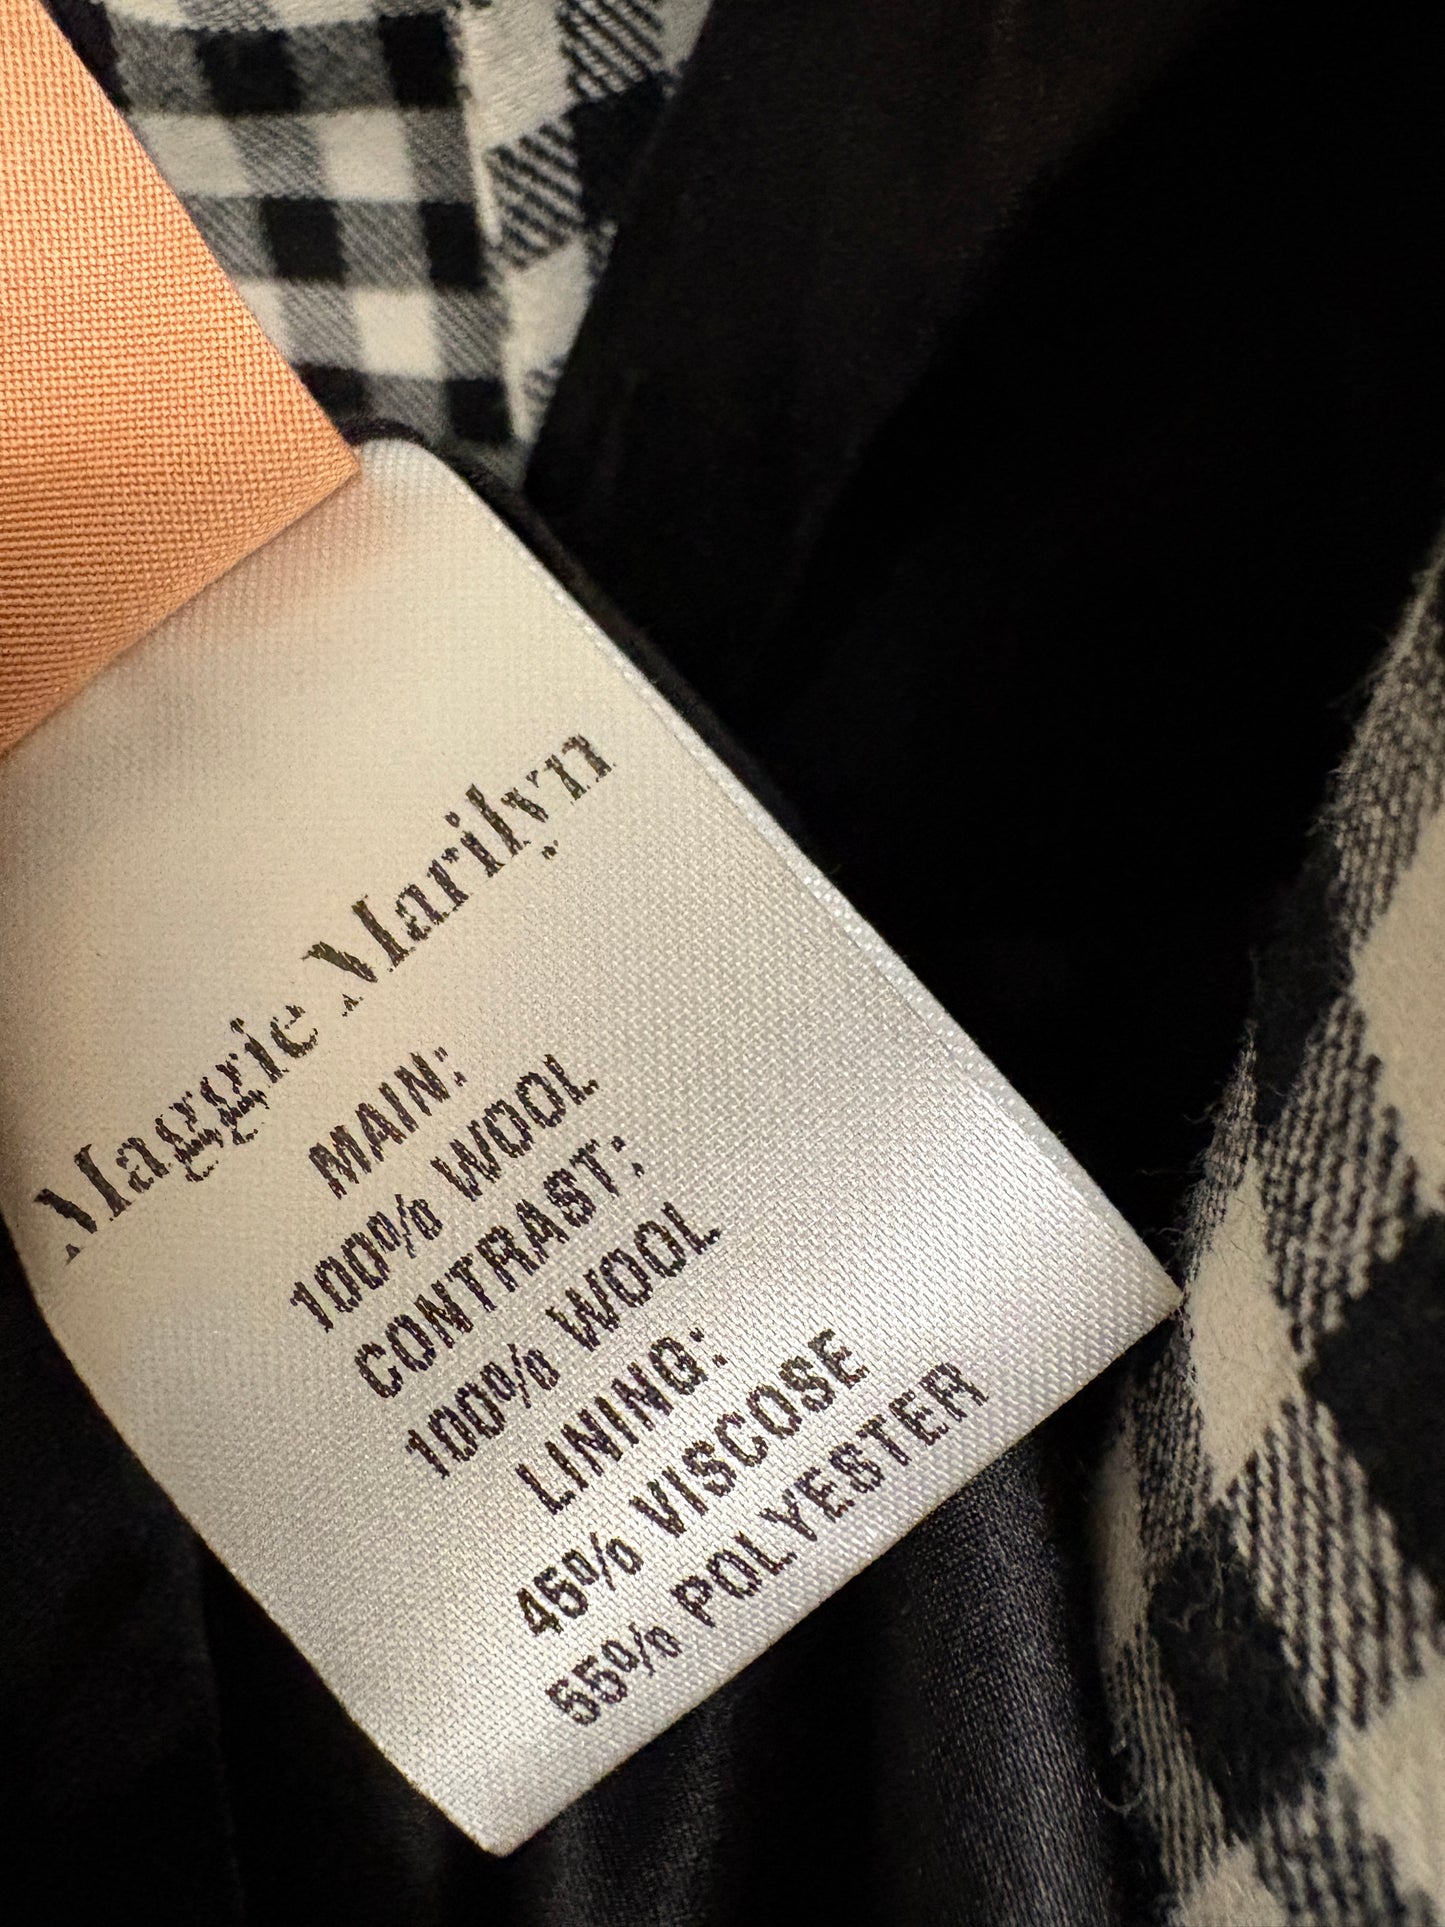 Maggie Marilyn
MAIN:
100% WOOL
CONTRAST:
100% WOOL
LINING:
45% VISCOSE
55% POLYESTER